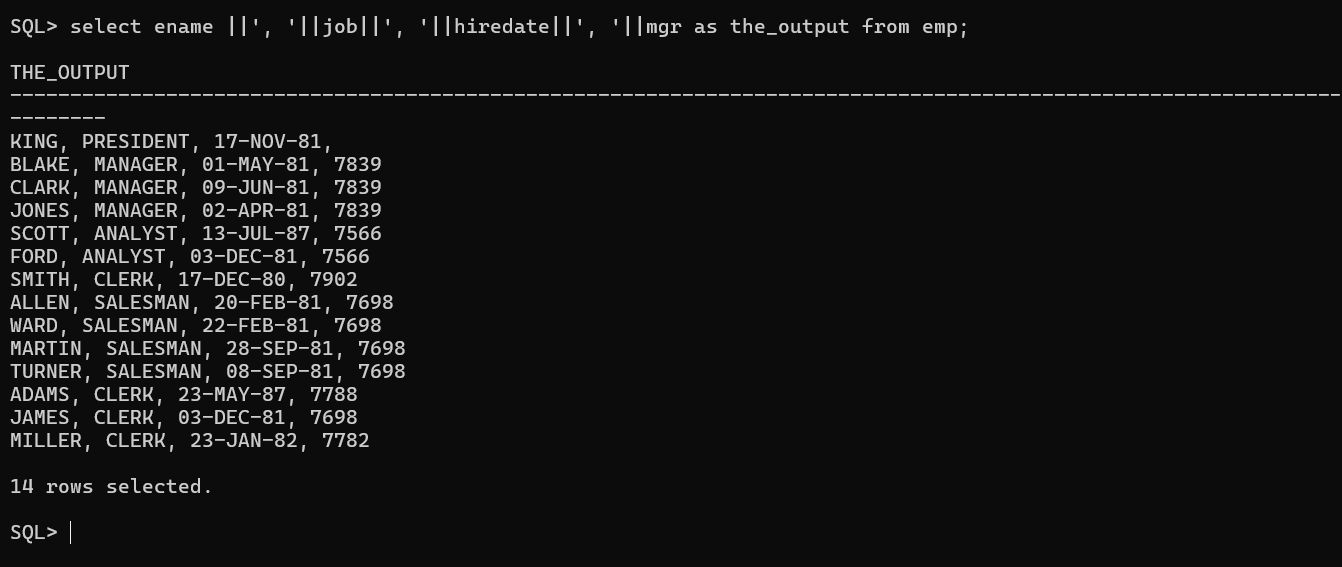 SQL> select ename ||', '||job||', '||hiredate||', '||mgr as the_output from emp;
THE_OUTPUT
---------------------------------------------------------------------------------------------------------------
--------
KING, PRESIDENT, 17-NOV-81,
BLAKE, MANAGER, 01-MAY-81, 7839
CLARK, MANAGER, 09-JUN-81, 7839
JONES, MANAGER, 02-APR-81, 7839
SCOTT, ANALYST, 13-JUL-87, 7566
FORD, ANALYST, 03-DEC-81, 7566
SMITH, CLERK, 17-DEC-80, 7902
ALLEN, SALESMAN, 20-FEB-81, 7698
WARD, SALESMAN, 22-FEB-81, 7698
MARTIN, SALESMAN, 28-SEP-81, 7698
TURNER, SALESMAN, 08-SEP-81, 7698
ADAMS, CLERK, 23-MAY-87, 7788
JAMES, CLERK, 03-DEC-81, 7698
MILLER, CLERK, 23-JAN-82, 7782
14 rows selected.
SQL>